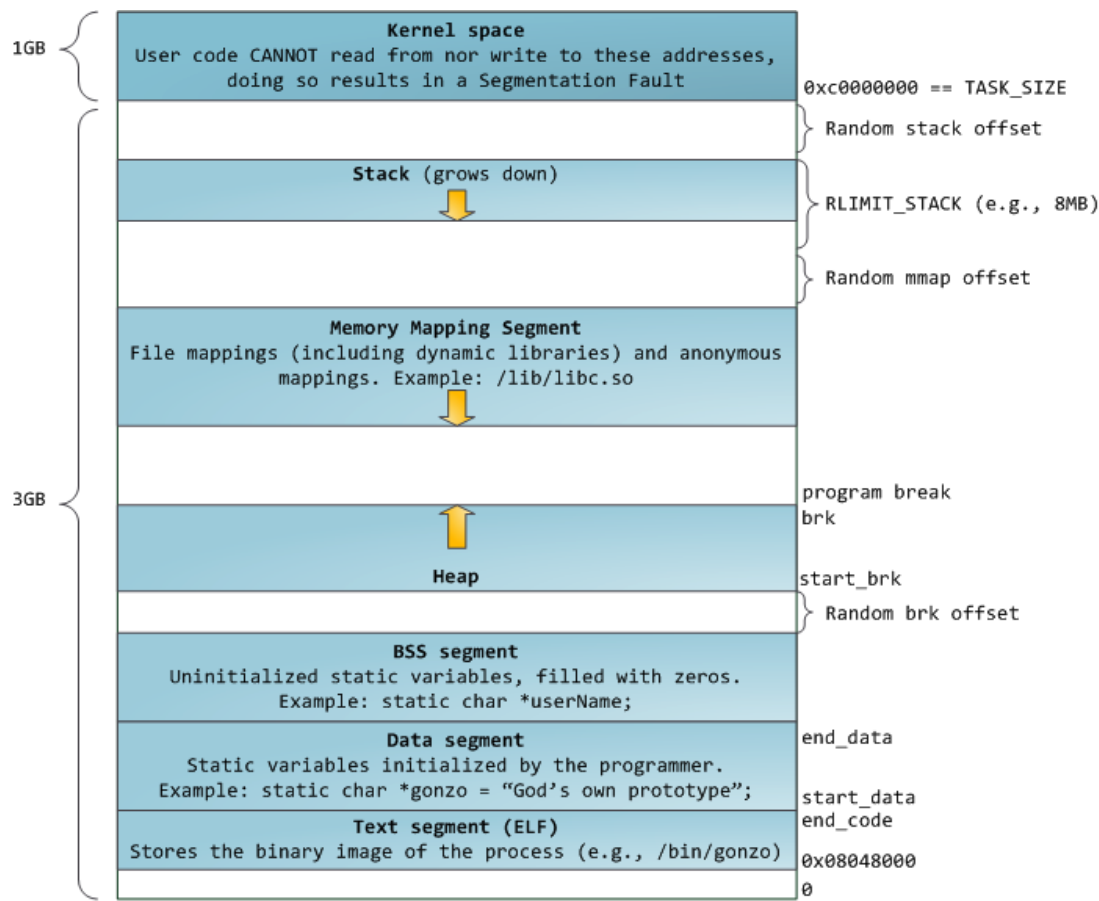 1GB
Kernel space
User code CANNOT read from nor write to these addresses,
doing so results in a Segmentation Fault
0xc0000000 == TASK_SIZE
Random stack offset
Stack (grows down)
RLIMIT_STACK (e.g., 8MB)
Random mmap offset
Memory Mapping Segment
File mappings (including dynamic libraries) and anonymous
mappings. Example: /lib/libc.so
3GB
program break
brk
Heap
start_brk
Random brk offset
BSS segment
Uninitialized static variables, filled with zeros.
Example: static char *userName;
Data segment
Static variables initialized by the programmer.
Example: static char *gonzo = “God’s own prototype”;
end_data
start_data
end_code
Text segment (ELF)
Stores the binary image of the process (e.g., /bin/gonzo)
0x08048000
0